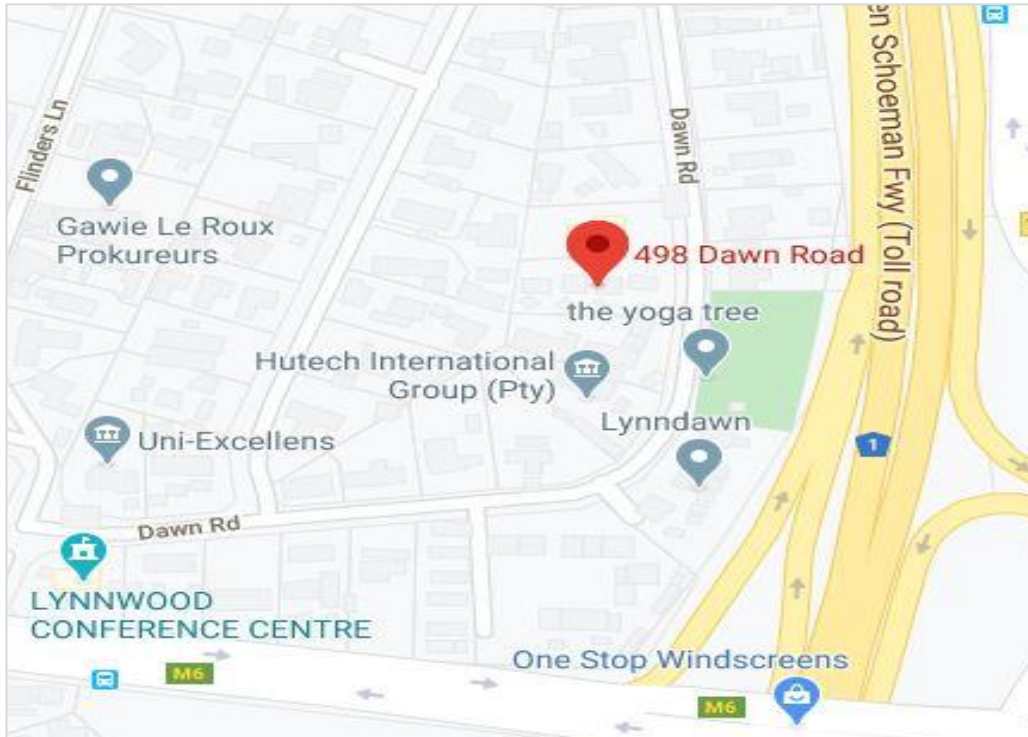 en Schoeman Fwy (Toll road)
Dawn Rd
Flinders Ln
Gawie Le Roux
Prokureurs
498 Dawn Road
the yoga tree
Hutech International
Group (Pty)
Lynndawn
Uni-Excellens
1
Dawn Rd
LYNNWOOD
CONFERENCE CENTRE
One Stop Windscreens
M6
M6